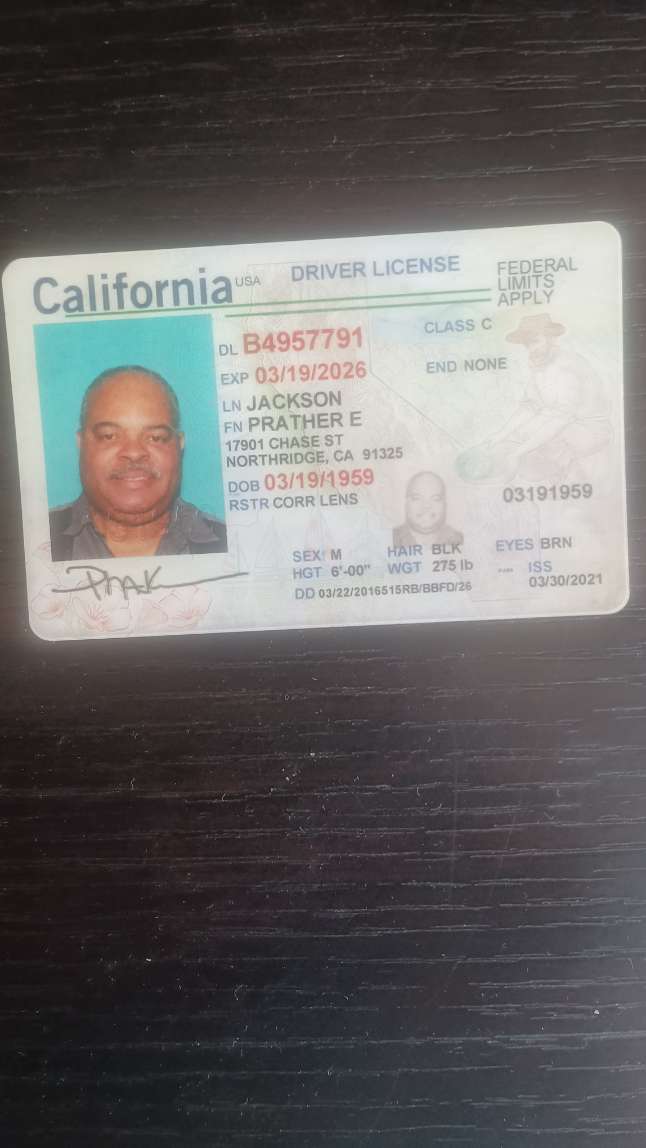 California USA DRIVER LICENSE
FEDERAL
LIMITS
APPLY
DL B4957791
CLASS C
EXP 03/19/2026
END NONE
LN JACKSON
FN PRATHER E
17901 CHASE ST
NORTHRIDGE, CA 91325
DOB 03/19/1959
RSTR CORR LENS
03191959
SEX M
HAIR BLK
EYES BRN
HGT 6'-00"
WGT 275 lb
ISS
DD 03/22/2016515RB/BBFD/26
03/30/2021